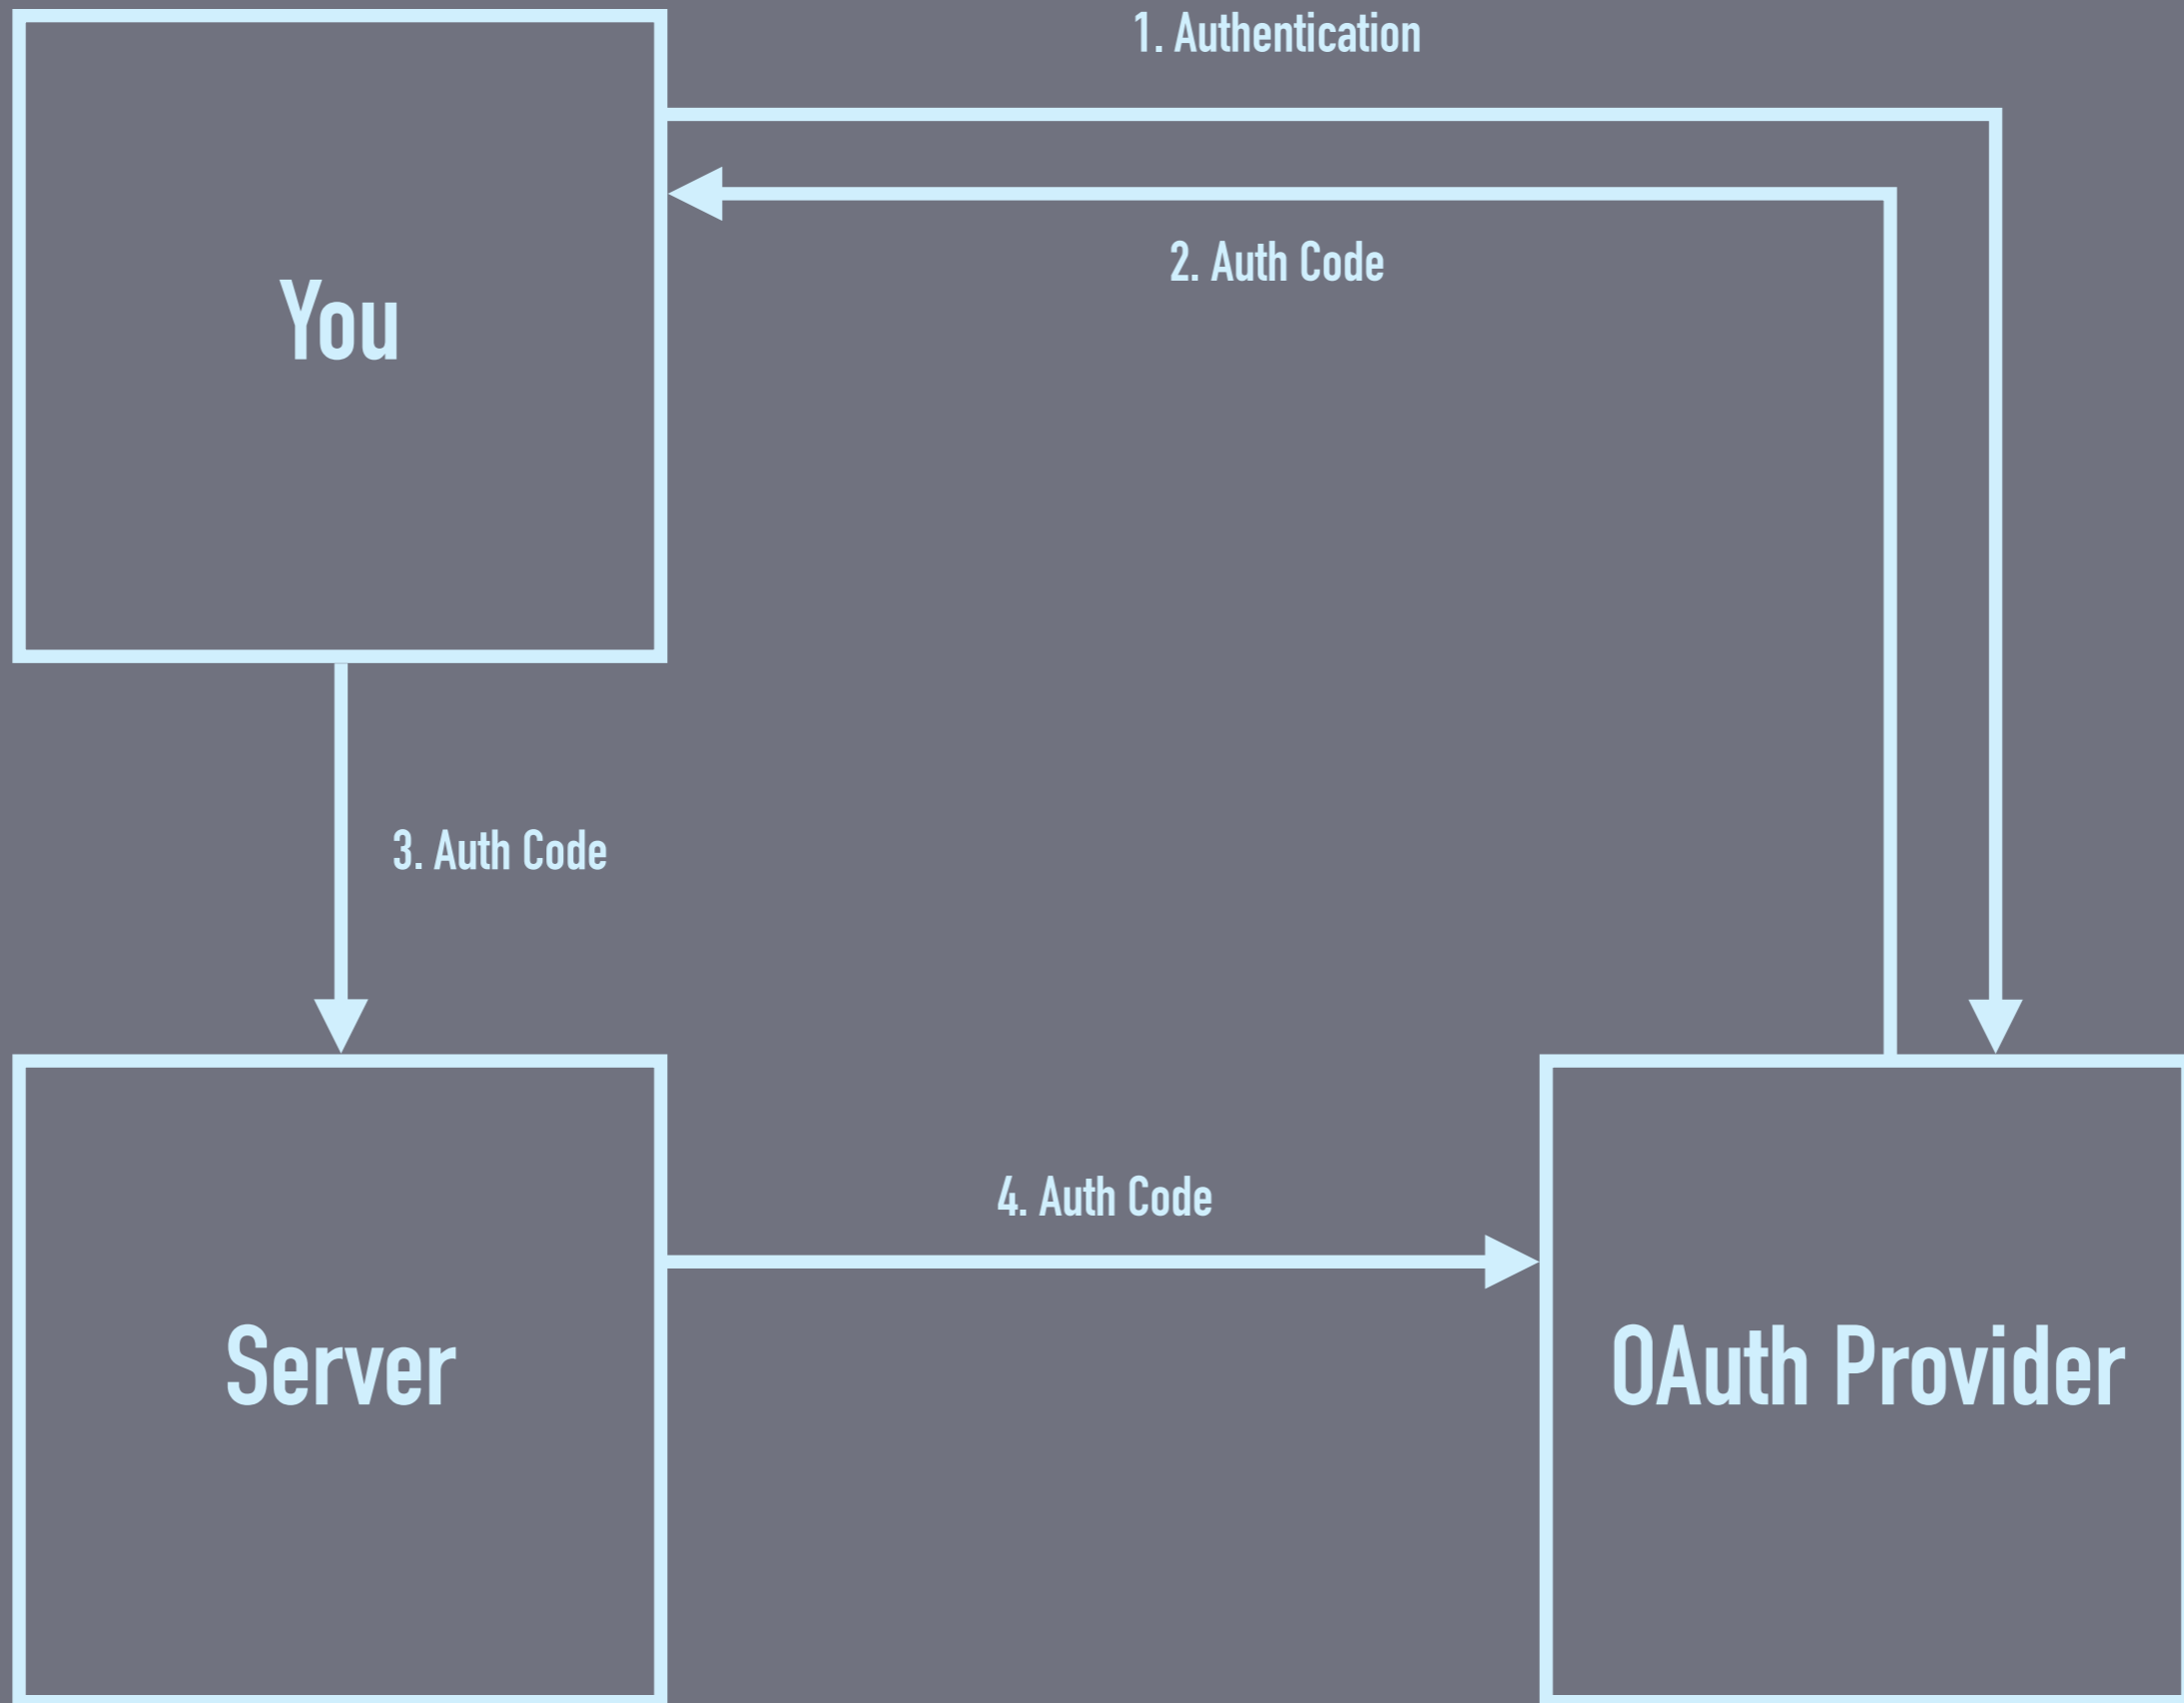 1. Authentication
2. Auth Code
You
3. Auth Code
4. Auth Code
Server
OAuth Provider